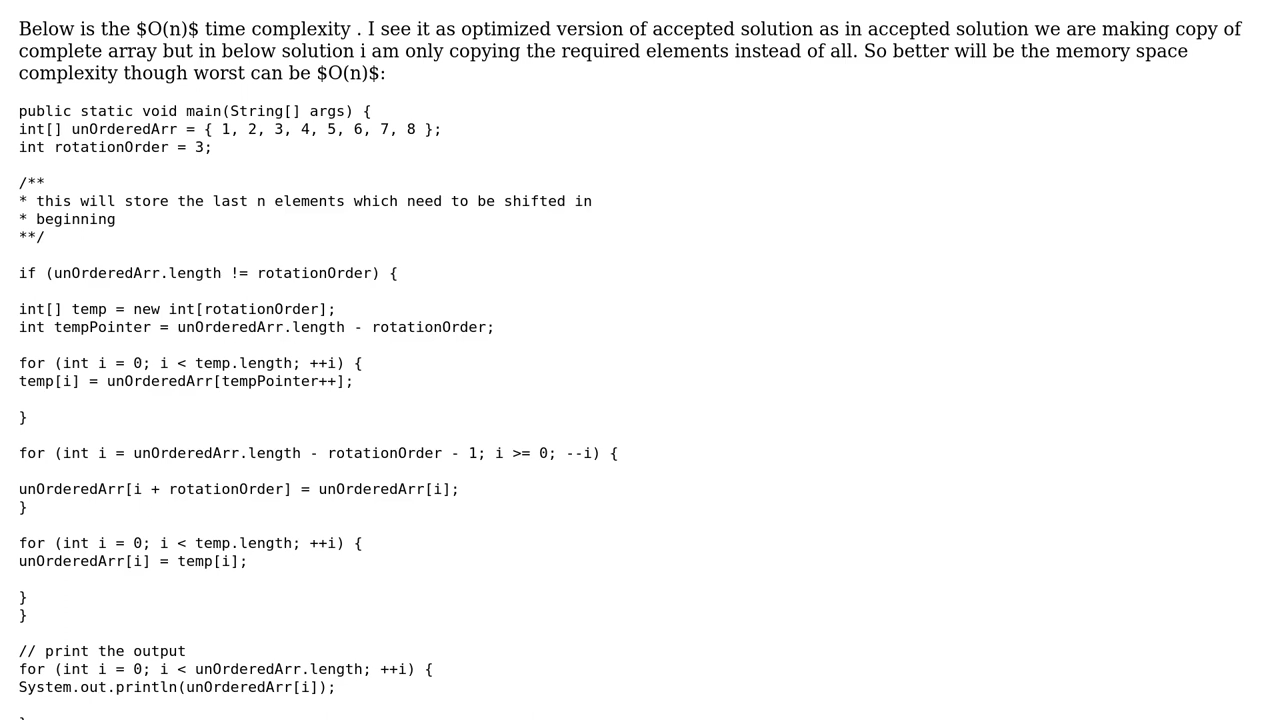 Below is the $O(n)$ time complexity . I see it as optimized version of accepted solution as in accepted solution we are making copy of
complete array but in below solution i am only copying the required elements instead of all. So better will be the memory space
complexity though worst can be $O(n)$:
public static void main(String[] args) {
int[] unOrderedArr = { 1, 2, 3, 4, 5, 6, 7, 8 };
int rotationOrder = 3;
/**
* this will store the last n elements which need to be shifted in
* beginning
**/
if (unOrderedArr.length != rotationOrder) {
int[] temp = new int[rotationOrder];
int tempPointer = unOrderedArr.length - rotationOrder;
for (int i = 0; i < temp.length; ++i) {
temp[i] = unOrderedArr[tempPointer++];
}
for (int i = unOrderedArr.length - rotationOrder - 1; i >= 0; --i) {
unOrderedArr[i + rotationOrder] = unOrderedArr[i];
}
for (int i = 0; i < temp.length; ++i) {
unOrderedArr[i] = temp[i];
}
}
// print the output
for (int i = 0; i < unOrderedArr.length; ++i) {
System.out.println(unOrderedArr[i]);
}